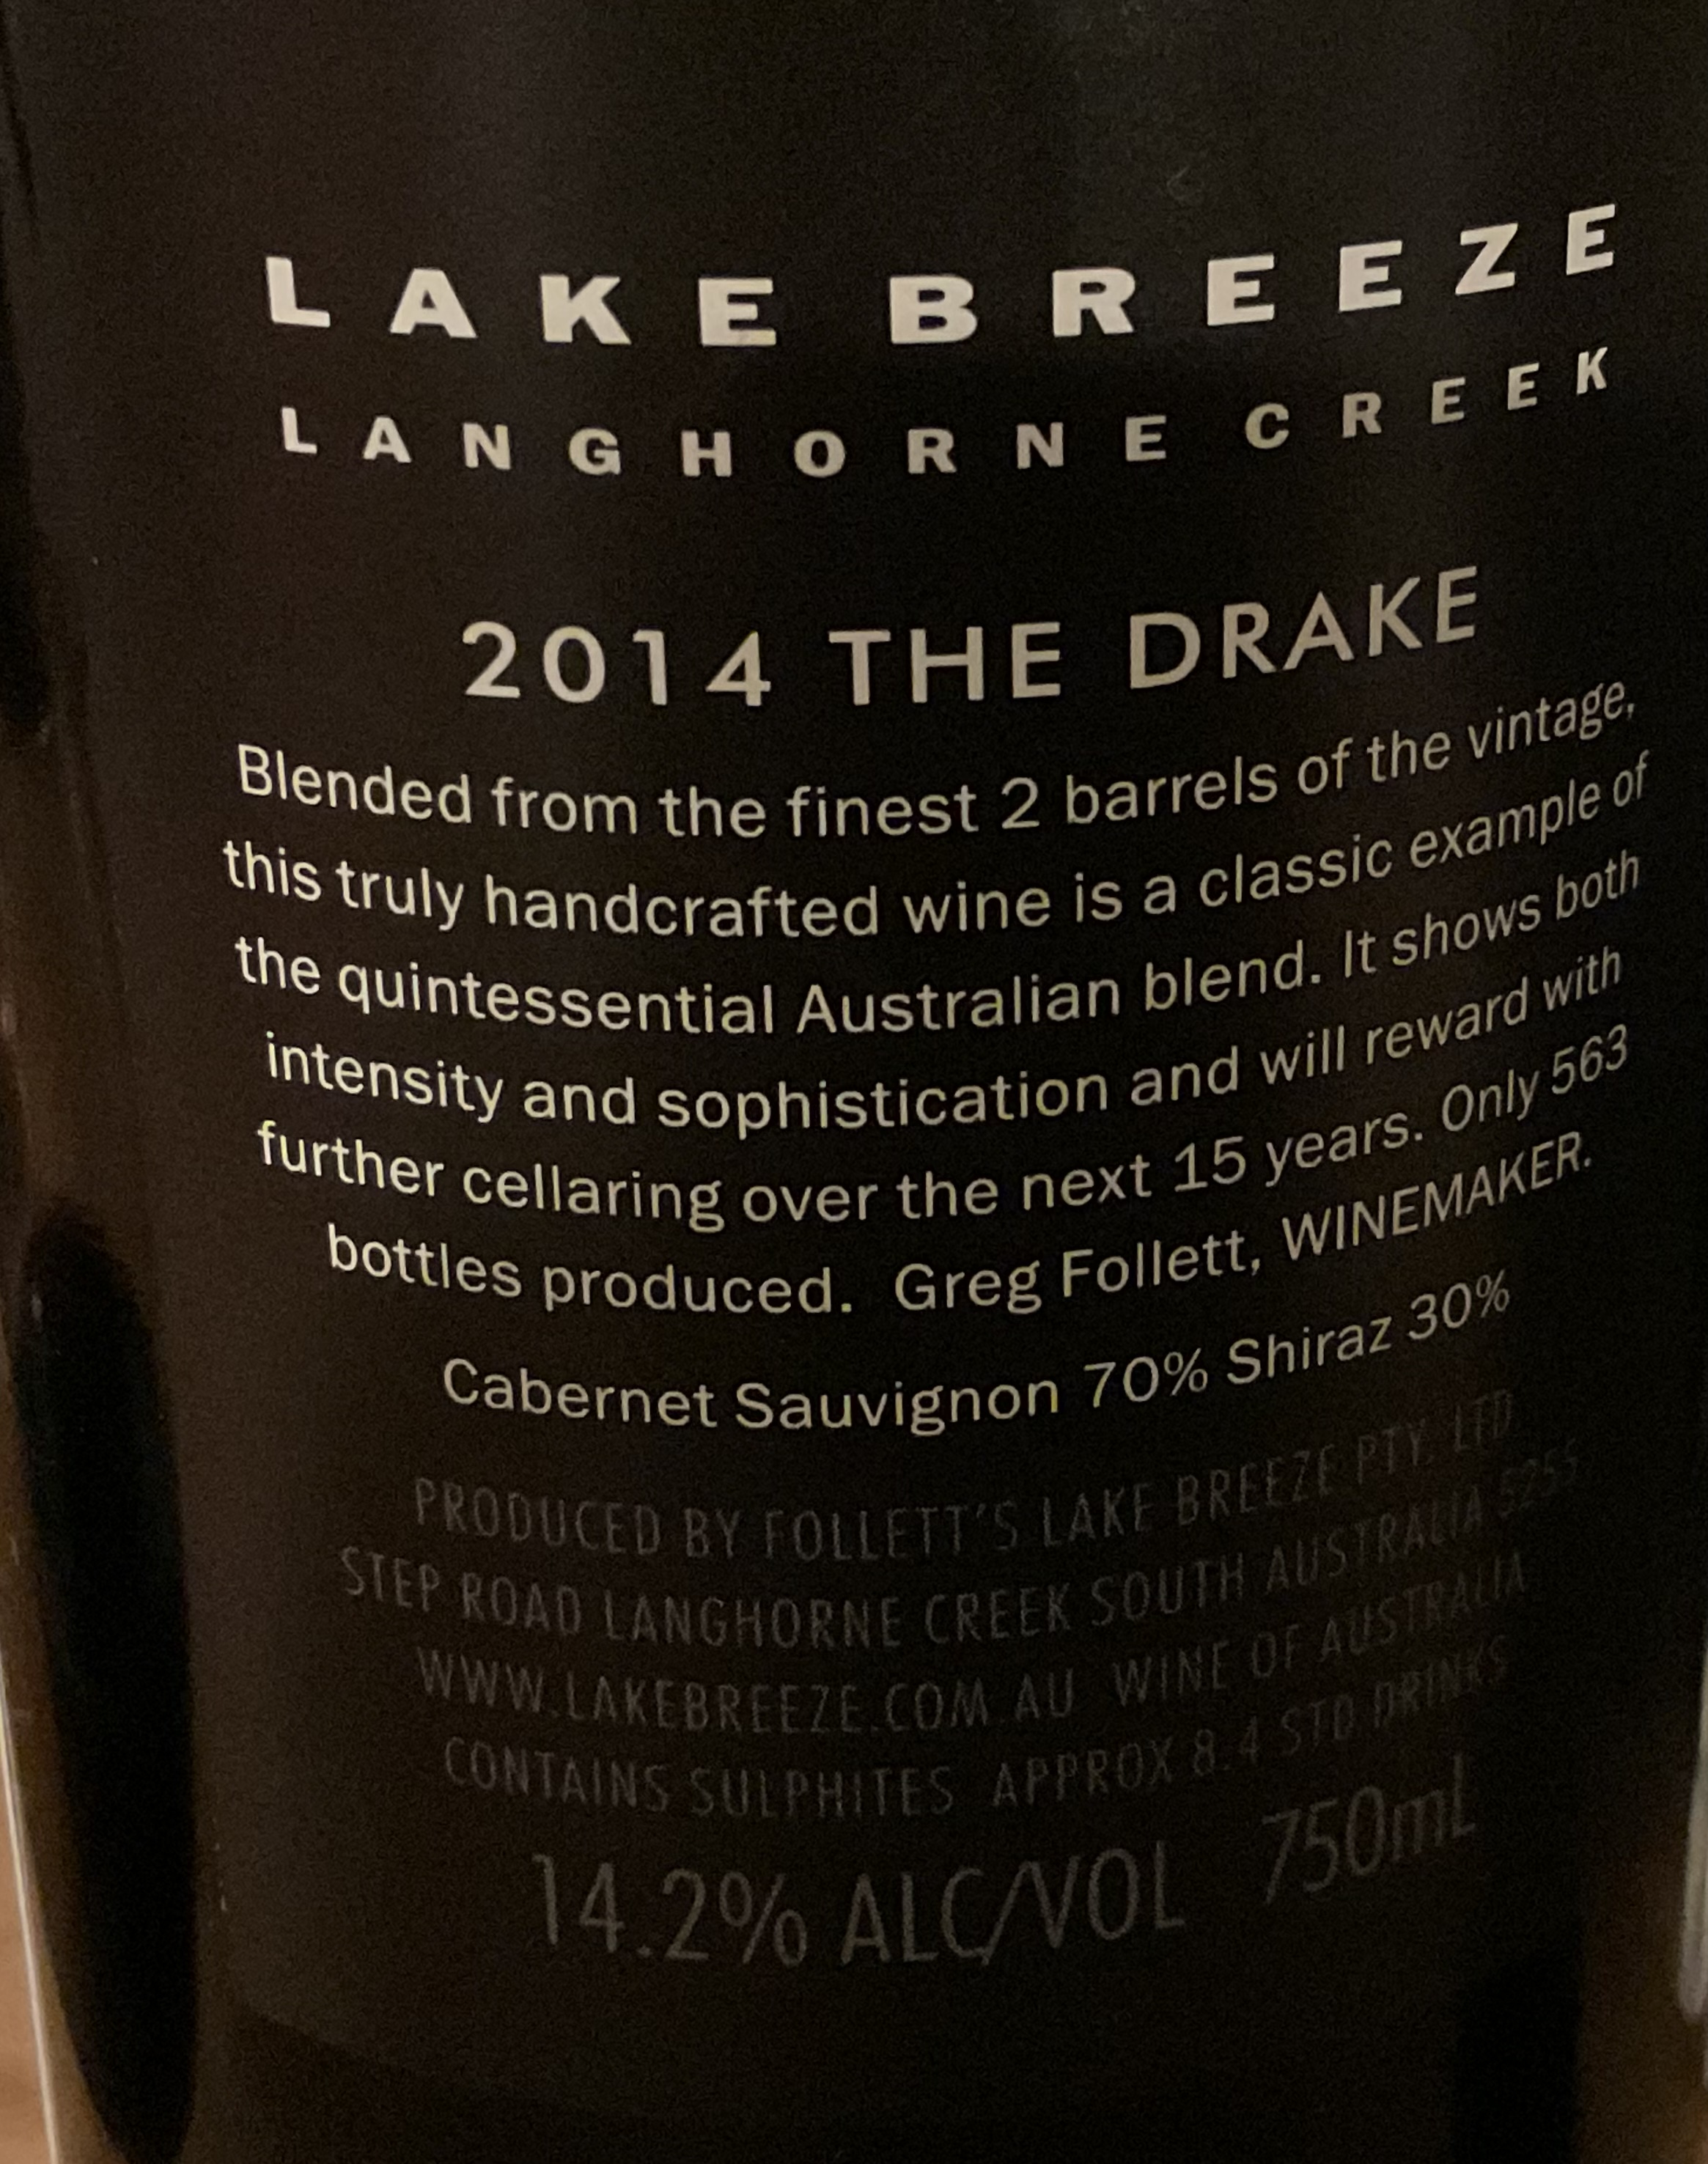 LAKE BREEZE
LANGHORNE CREEK
2014 THE DRAKE
Blended from the finest 2 barrels of the vintage,
this truly handcrafted wine is a classic example of
the quintessential Australian blend. It shows both
intensity and sophistication and will reward with
further cellaring over the next 15 years. Only 563
bottles produced.  Greg Follett, WINEMAKER.
Cabernet Sauvignon 70% Shiraz 30%
PRODUCED BY FOLLETT'S LAKE BREEZE PTY. LTD
STEP ROAD LANGHORNE CREEK SOUTH AUSTRALIA 5255
WWW.LAKEBREEZE.COM.AU  WINE OF AUSTRALIA
CONTAINS SULPHITES  APPROX 8.4 STD. DRINKS
14.2% ALC/VOL  750mL